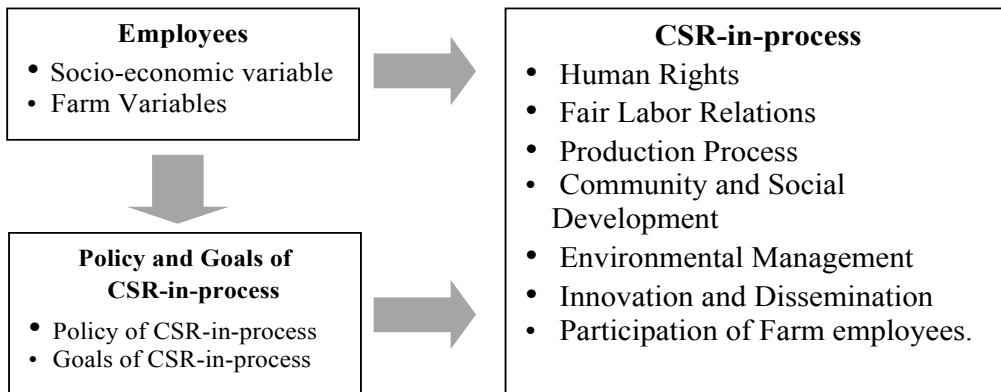 Employees
• Socio-economic variable
• Farm Variables
Policy and Goals of
CSR-in-process
• Policy of CSR-in-process
• Goals of CSR-in-process
CSR-in-process
• Human Rights
• Fair Labor Relations
• Production Process
• Community and Social
Development
• Environmental Management
• Innovation and Dissemination
• Participation of Farm employees.